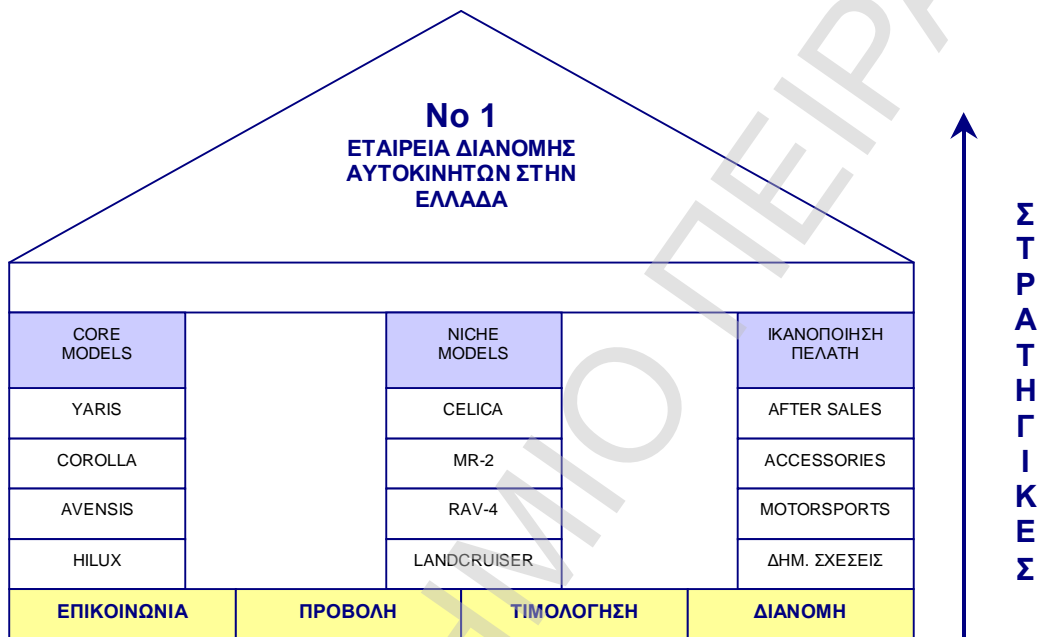 No 1
ΕΤΑΙΡΕΙΑ ΔΙΑΝΟΜΗΣ
ΑΥΤΟΚΙΝΗΤΩΝ ΣΤΗΝ
ΕΛΛΑΔΑ
CORE
MODELS
YARIS
COROLLA
AVENSIS
HILUX
NICHE
MODELS
CELICA
MR-2
RAV-4
LANDCRUISER
ΙΚΑΝΟΠΟΙΗΣΗ
ΠΕΛΑΤΗ
AFTER SALES
ACCESSORIES
MOTORSPORTS
ΔΗΜ. ΣΧΕΣΕΙΣ
ΕΠΙΚΟΙΝΩΝΙΑ
ΠΡΟΒΟΛΗ
ΤΙΜΟΛΟΓΗΣΗ
ΔΙΑΝΟΜΗ
ΣΤΡΑΤΗΓΙΚΕΣ